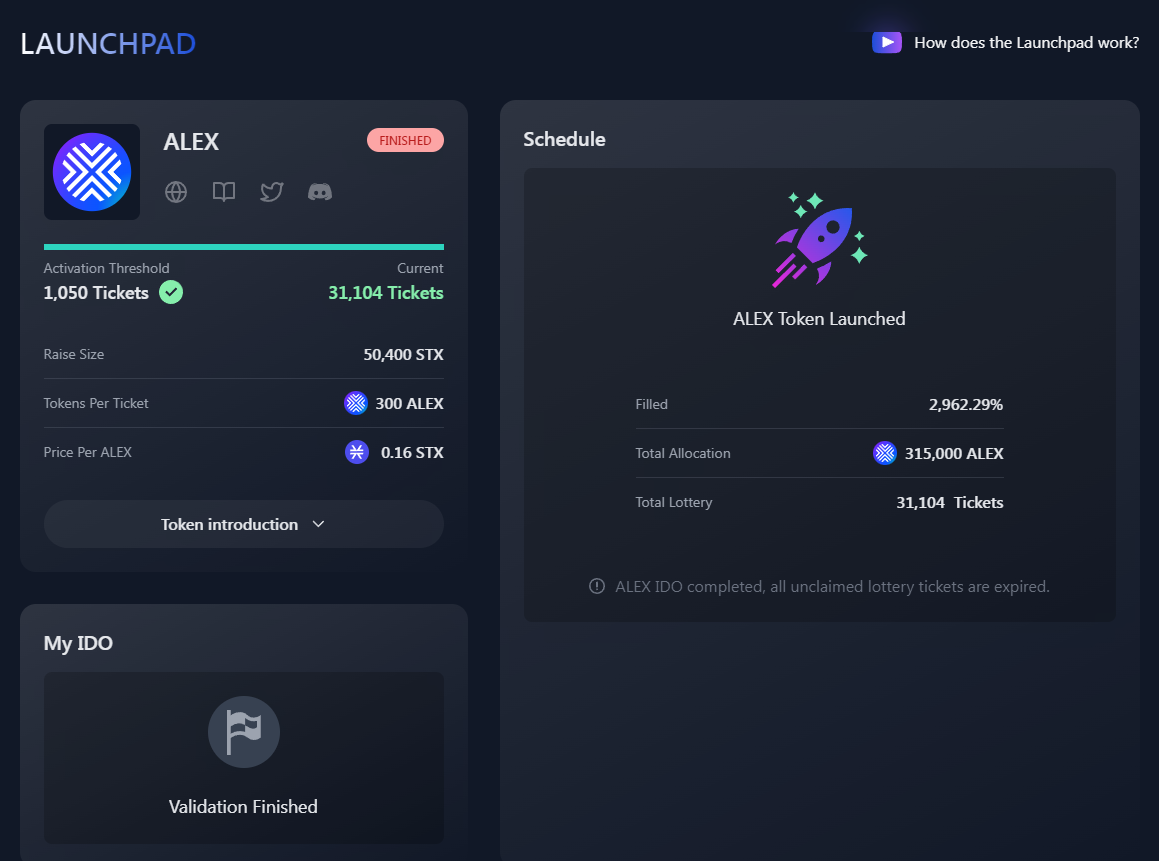 LAUNCHPAD
How does the Launchpad work?
ALEX
FINISHED
Activation Threshold
Current
1,050 Tickets
31,104 Tickets
Raise Size
50,400 STX
Tokens Per Ticket
300 ALEX
Price Per ALEX
0.16 STX
Token introduction
My IDO
Validation Finished
Schedule
ALEX Token Launched
Filled
2,962.29%
Total Allocation
315,000 ALEX
Total Lottery
31,104 Tickets
ALEX IDO completed, all unclaimed lottery tickets are expired.